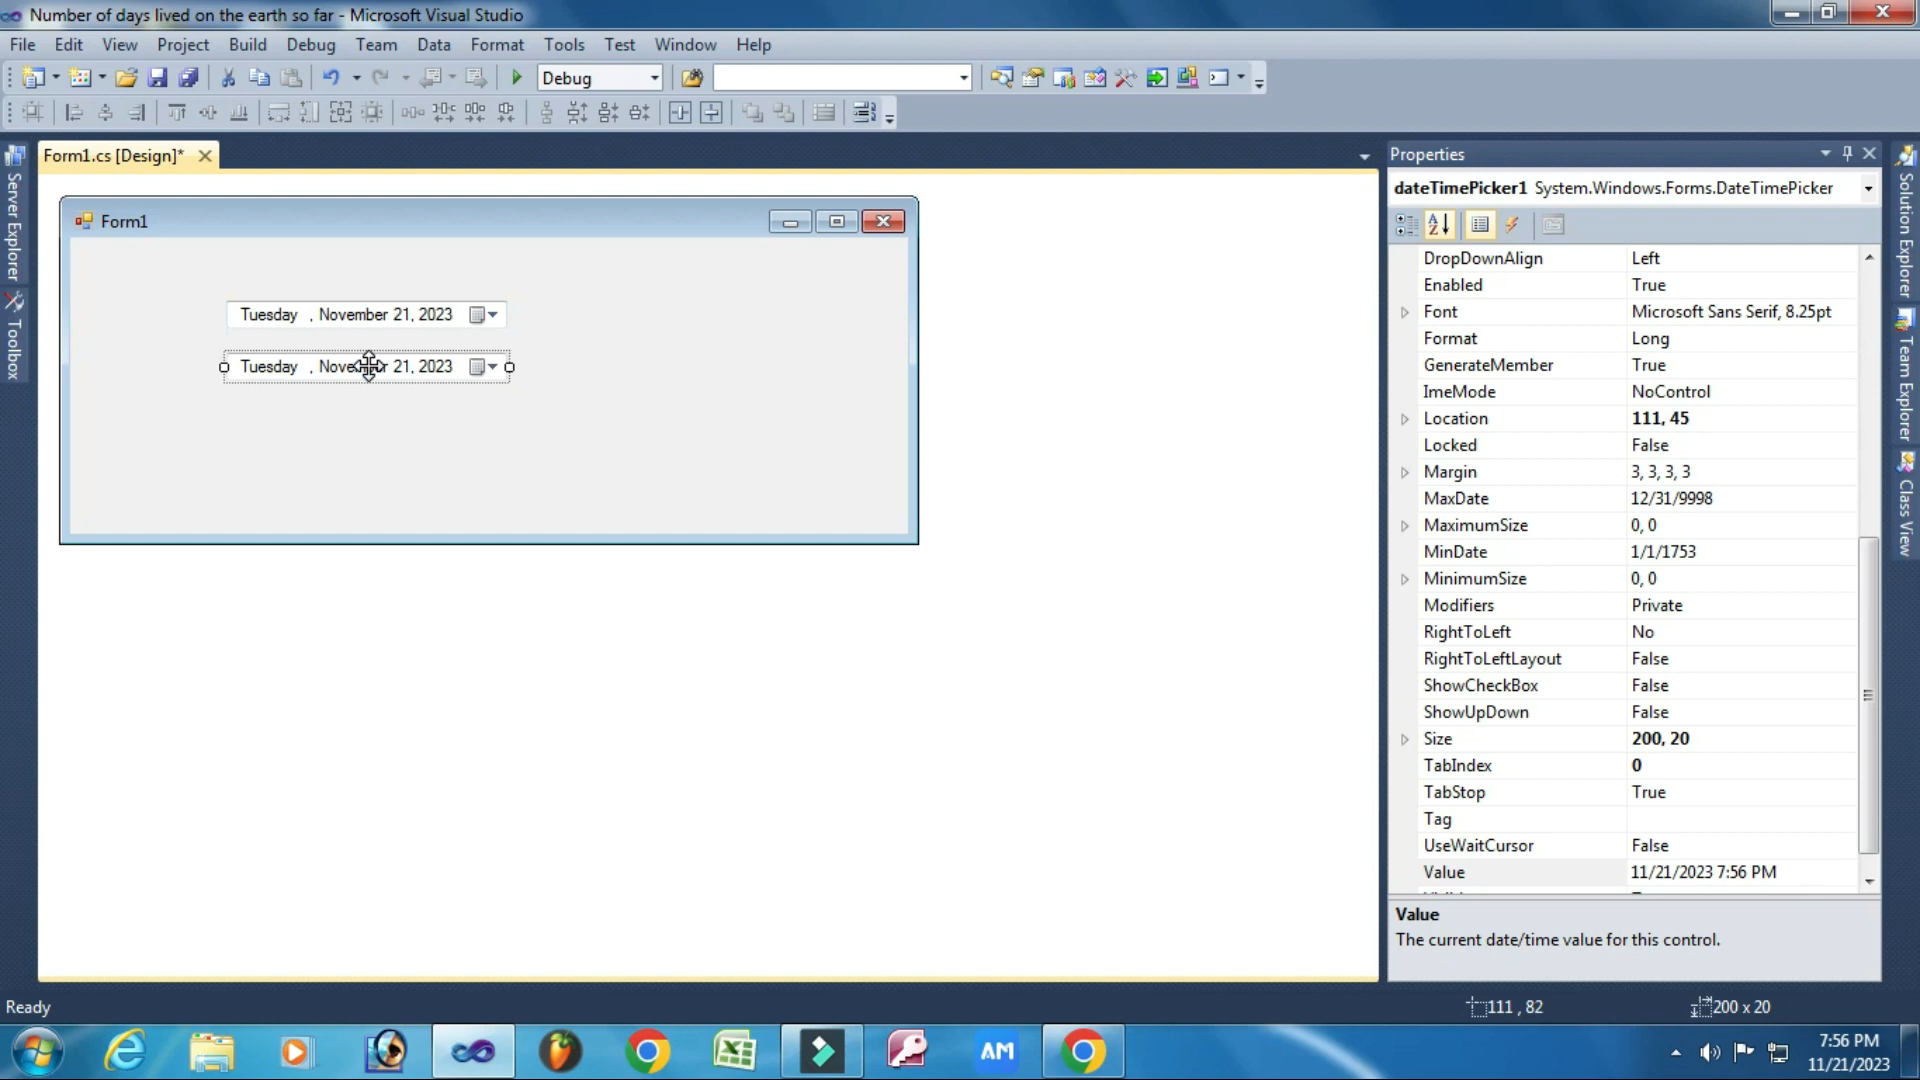 Number of days lived on the earth so far - Microsoft Visual Studio
File Edit View Project Build Debug Team Data Format Tools Test Window Help
Debug
Form1.cs [Design]*
Server Explorer
Toolbox
Form1
Tuesday , November 21, 2023
Tuesday , November 21, 2023
Properties
dateTimePicker1 System.Windows.Forms.DateTimePicker
DropDownAlign Left
Enabled True
Font Microsoft Sans Serif, 8.25pt
Format Long
GenerateMember True
ImeMode NoControl
Location 111, 45
Locked False
Margin 3, 3, 3, 3
MaxDate 12/31/9998
MaximumSize 0, 0
MinDate 1/1/1753
MinimumSize 0, 0
Modifiers Private
RightToLeft No
RightToLeftLayout False
ShowCheckBox False
ShowUpDown False
Size 200, 20
TabIndex 0
TabStop True
Tag
UseWaitCursor False
Value 11/21/2023 7:56 PM
Value
The current date/time value for this control.
Solution Explorer
Team Explorer
Class View
Ready
111 , 82
200 x 20
AM
7:56 PM
11/21/2023